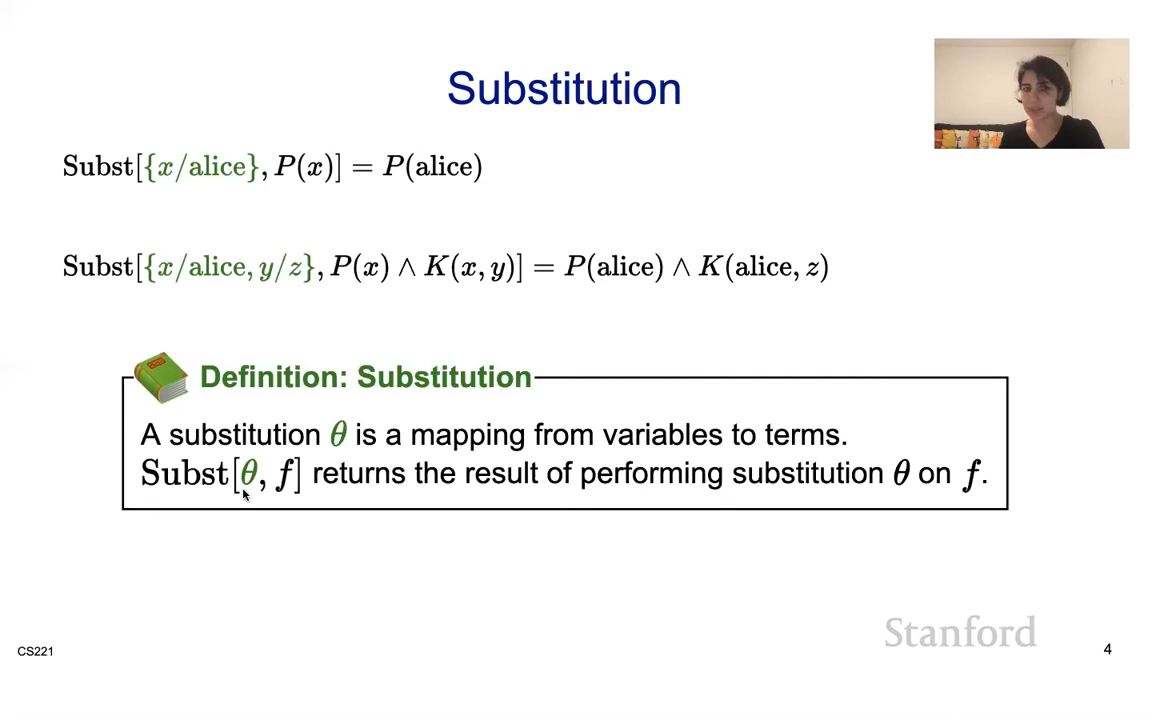 Substitution
Subst[{x/alice}, P(x)] = P(alice)
Subst[{x/alice, y/z}, P(x) ∧ K(x, y)] = P(alice) ∧ K(alice, z)
Definition: Substitution
A substitution θ is a mapping from variables to terms.
Subst[θ, f] returns the result of performing substitution θ on f.
Stanford
CS221
4